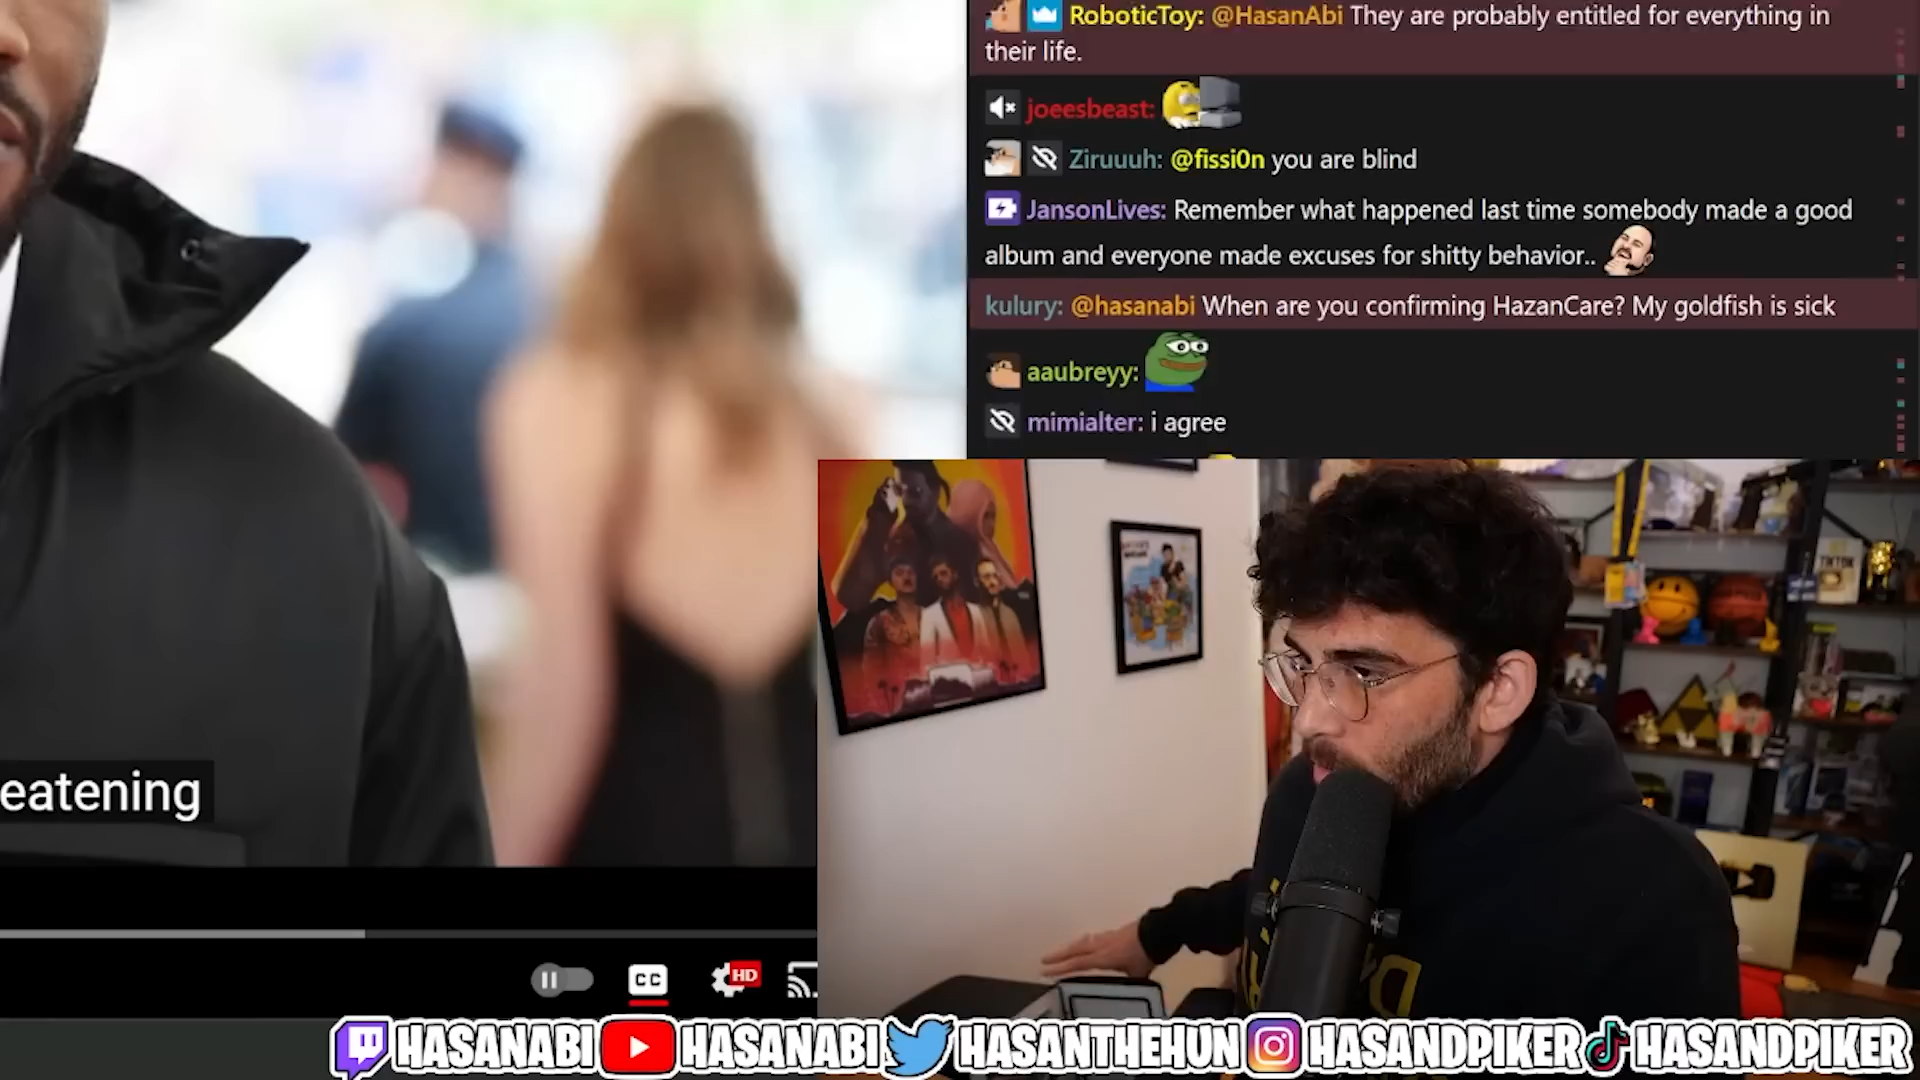 RoboticToy: @HasanAbi They are probably entitled for everything in
their life.
joeesbeast:
Ziruuuh: @fissi0n you are blind
JansonLives: Remember what happened last time somebody made a good
album and everyone made excuses for shitty behavior..
kulury: @hasanabi When are you confirming HazanCare? My goldfish is sick
aaubreyy:
mimialter: i agree
eatening
CC
HD
TIKTOK
HASANABI HASANABI HASANTHEHUN HASANDPIKER HASANDPIKER